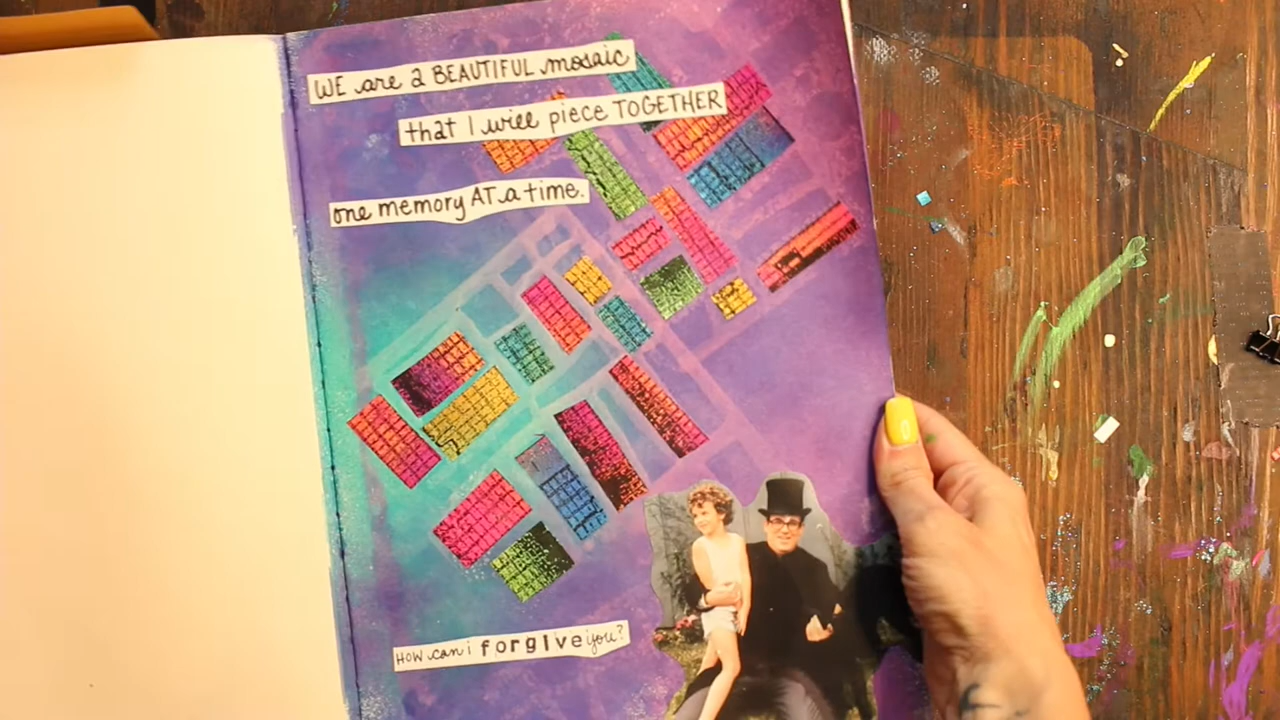 WE are a BEAUTIFUL mosaic
that I will piece TOGETHER
one memory AT a time.
HOW can i forgive you?